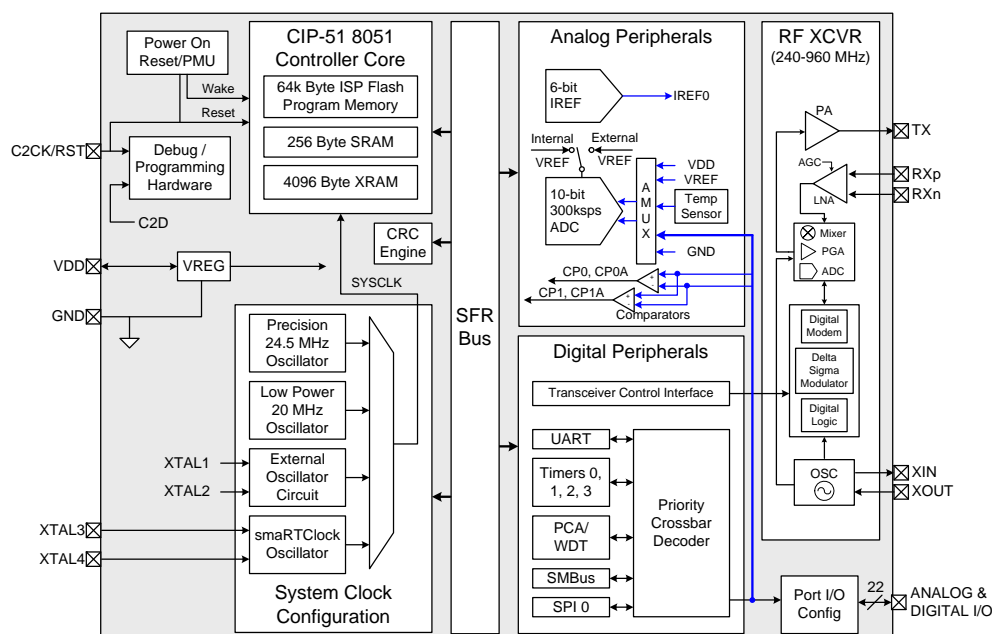 Power On
Reset/PMU
Wake
Reset
C2CK/RST
Debug /
Programming
Hardware
C2D
VDD
VREG
GND
CIP-51 8051
Controller Core
64k Byte ISP Flash
Program Memory
256 Byte SRAM
4096 Byte XRAM
CRC
Engine
SYSCLK
Precision
24.5 MHz
Oscillator
Low Power
20 MHz
Oscillator
XTAL1
XTAL2
External
Oscillator
Circuit
XTAL3
XTAL4
smaRTClock
Oscillator
System Clock
Configuration
SFR
Bus
Analog Peripherals
6-bit
IREF
IREF0
Internal
External
VREF
VREF
10-bit
300ksps
ADC
A
M
U
X
VDD
VREF
Temp
Sensor
GND
CP0, CP0A
CP1, CP1A
+
-
+
-
Comparators
Digital Peripherals
Transceiver Control Interface
UART
Timers 0,
1, 2, 3
PCA/
WDT
SMBus
SPI 0
Priority
Crossbar
Decoder
RF XCVR
(240-960 MHz)
PA
TX
AGC
LNA
RXp
RXn
Mixer
PGA
ADC
Digital
Modem
Delta
Sigma
Modulator
Digital
Logic
OSC
XIN
XOUT
Port I/O
Config
22
ANALOG &
DIGITAL I/O